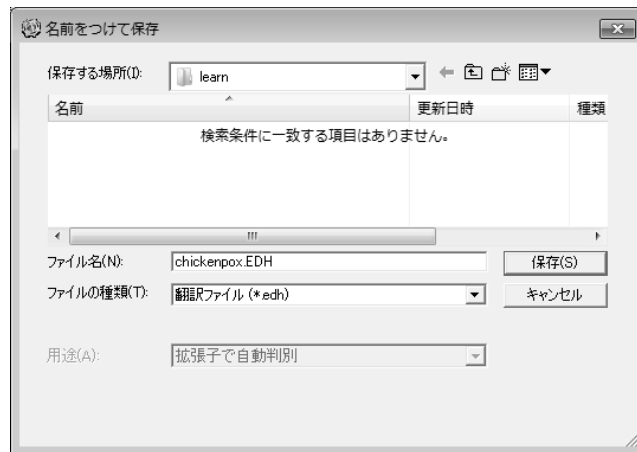 名前をつけて保存
保存する場所(I):
learn
名前
更新日時
種類
検索条件に一致する項目はありません。
ファイル名(N):
chickenpox.EDH
保存(S)
ファイルの種類(T):
翻訳ファイル (*.edh)
キャンセル
用途(A):
拡張子で自動判別